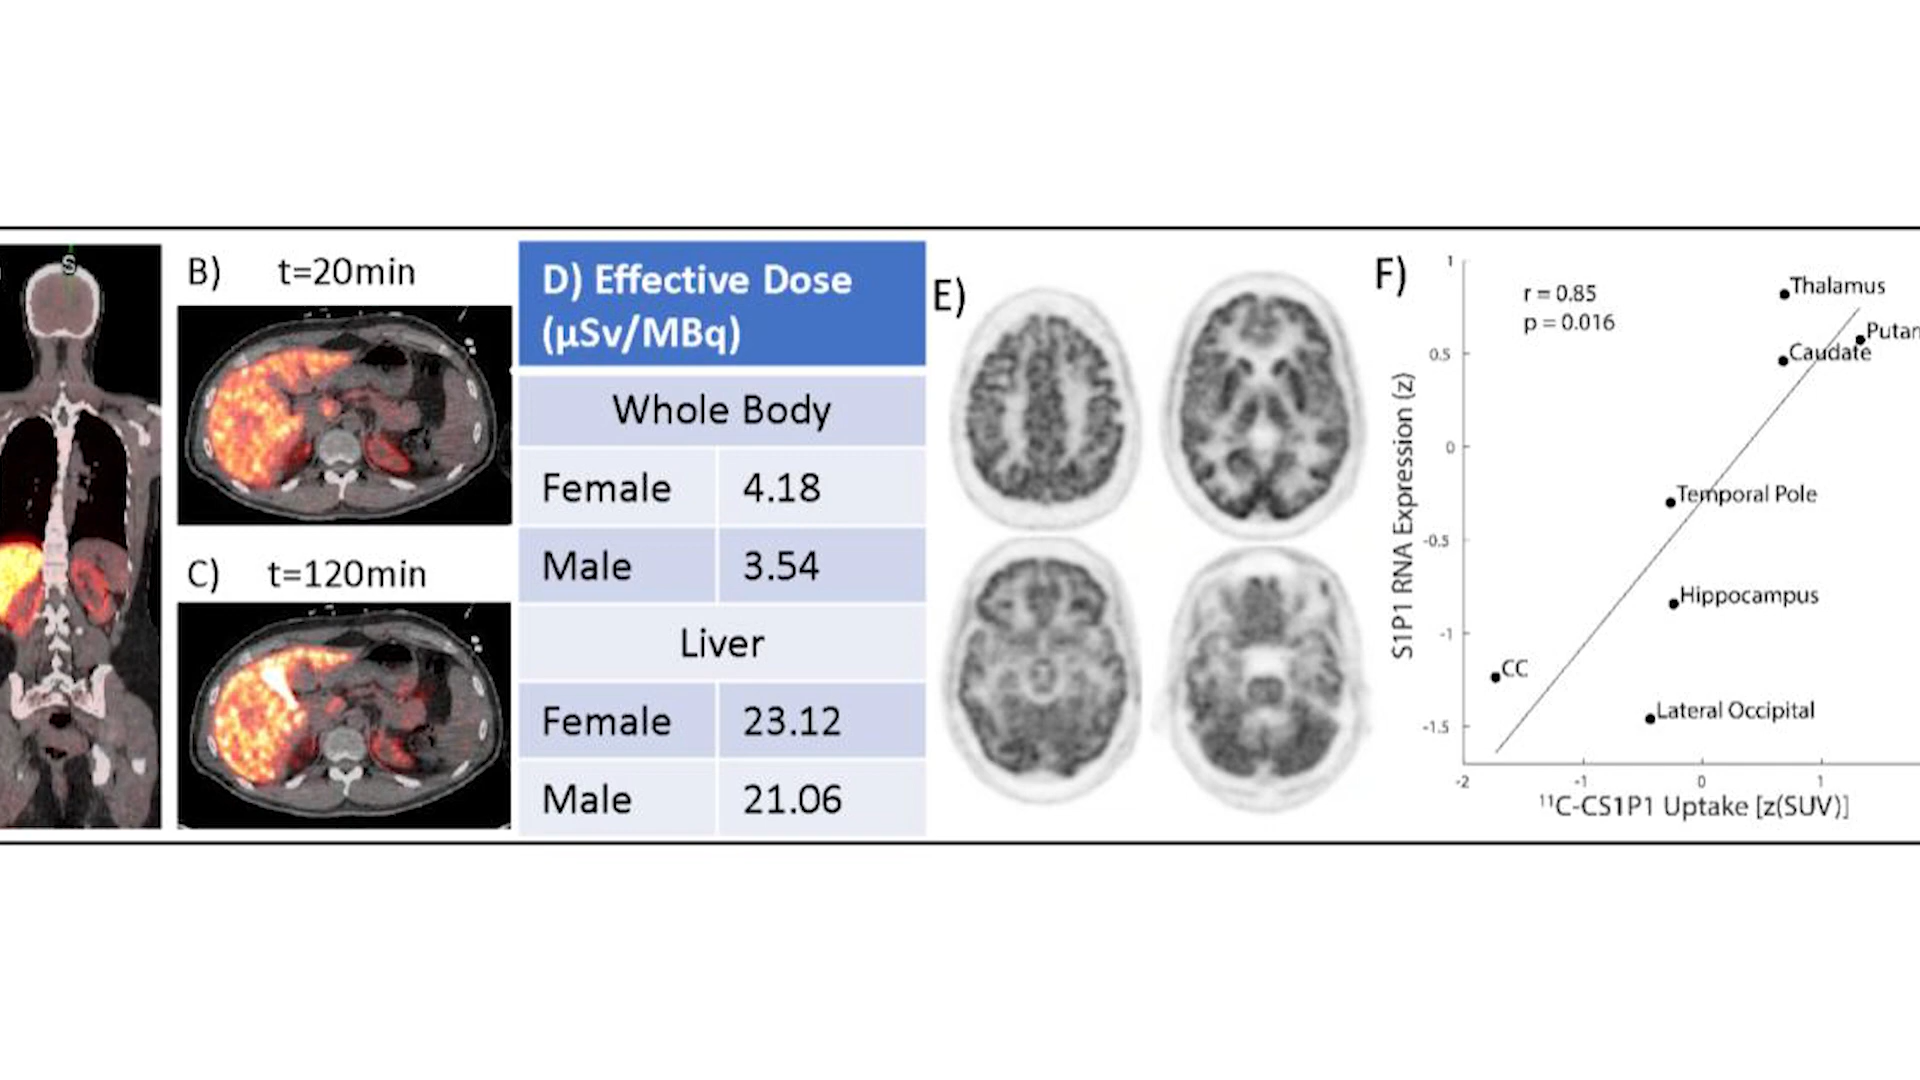 S
B)
t=20min
C)
t=120min
D) Effective Dose
(µSv/MBq)
Whole Body
Female 4.18
Male 3.54
Liver
Female 23.12
Male 21.06
E)
F)
r = 0.85
p = 0.016
S1P1 RNA Expression (z)
1
0.5
0
-0.5
-1
-1.5
Thalamus
Putan
Caudate
Temporal Pole
Hippocampus
CC
Lateral Occipital
-2 -1 0 1
¹¹C-CS1P1 Uptake [z(SUV)]